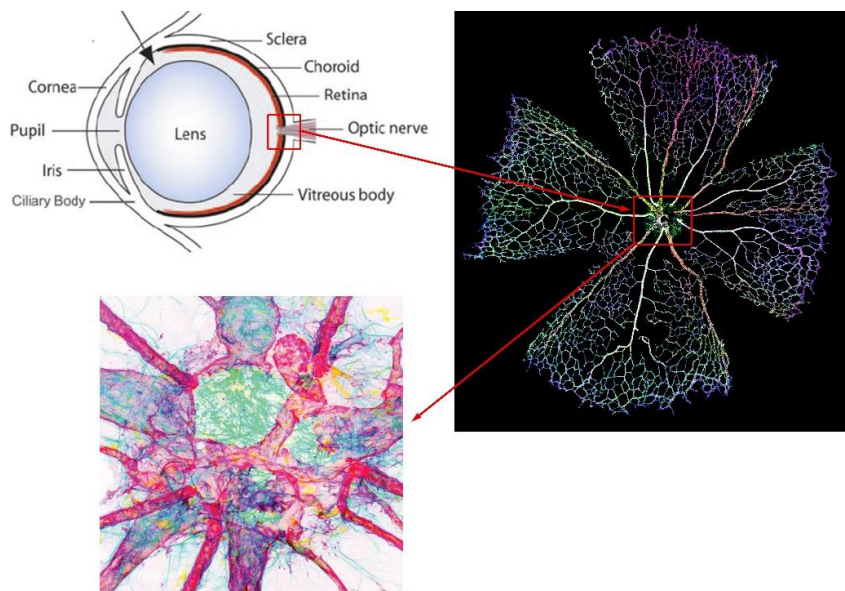 Sclera
Choroid
Cornea
Retina
Pupil
Lens
Optic nerve
Iris
Vitreous body
Ciliary Body